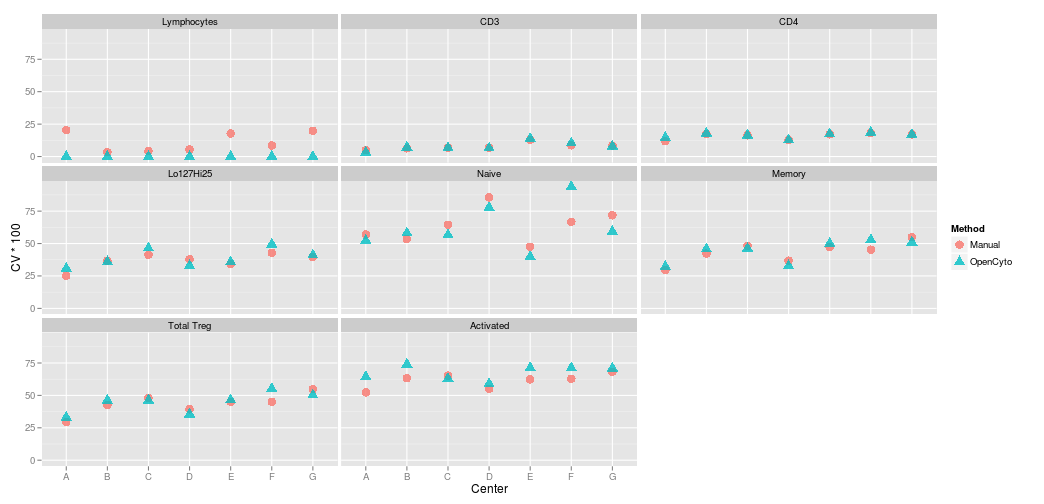 Lymphocytes
CD3
CD4
75
50
25
0
Lo127Hi25
Naive
Memory
75
50
25
0
Total Treg
Activated
75
50
25
0
A B C D E F G
A B C D E F G
Center
CV * 100
Method
Manual
OpenCyto